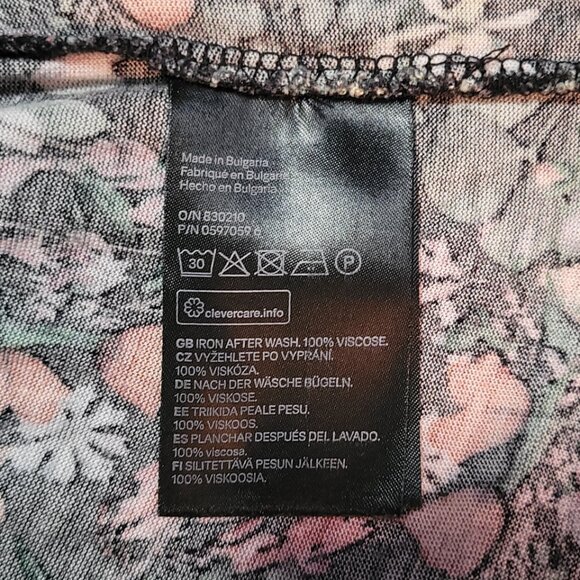 Made in Bulgaria
Fabriqué en Bulgarie
Hecho en Bulgaria
O/N 830210
P/N 0597059 6
30 P
clevercare.info
GB IRON AFTER WASH. 100% VISCOSE.
CZ VYŽEHLETE PO VYPRÁNÍ.
100% VISKÓZA.
DE NACH DER WÄSCHE BÜGELN.
100% VISKOSE.
EE TRIIKIDA PEALE PESU.
100% VISKOOS.
ES PLANCHAR DESPUÉS DEL LAVADO.
100% viscosa.
FI SILITETTÄVÄ PESUN JÄLKEEN.
100% VISKOOSIA.